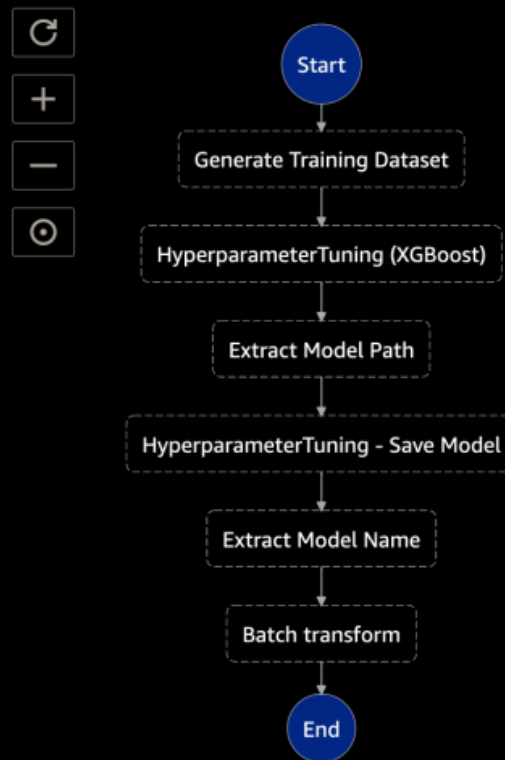 Start
Generate Training Dataset
HyperparameterTuning (XGBoost)
Extract Model Path
HyperparameterTuning - Save Model
Extract Model Name
Batch transform
End